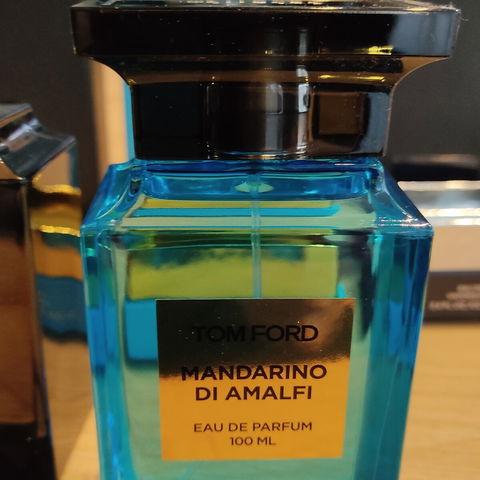 TOM FORD
MANDARINO
DI AMALFI
EAU DE PARFUM
100 ML